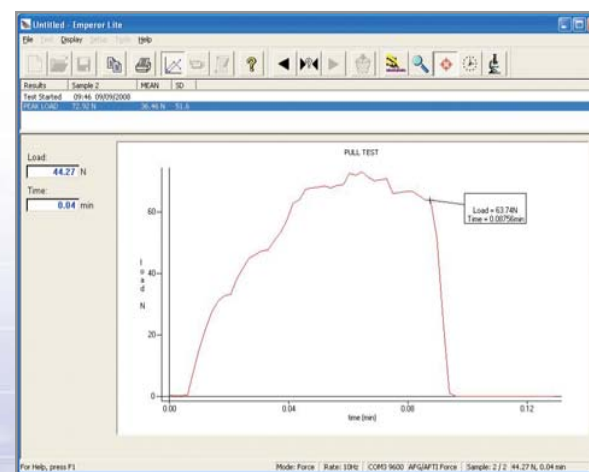 Untitled - Emperor Lite
File Test Display Setup Tools Help
Results Sample 2 MEAN SD
Test Started 09:46 09/09/2008
PEAK LOAD 72.92 N 36.46 N 51.6
Load:
44.27 N
Time:
0.04 min
PULL TEST
load N
60
40
20
0
Load = 63.74N
Time = 0.08756min
0.00 0.04 0.08 0.12
time (min)
For Help, press F1 Mode: Force Rate: 10Hz COM3 9600 AFG/AFTI Force Sample: 2 / 2 44.27 N, 0.04 min